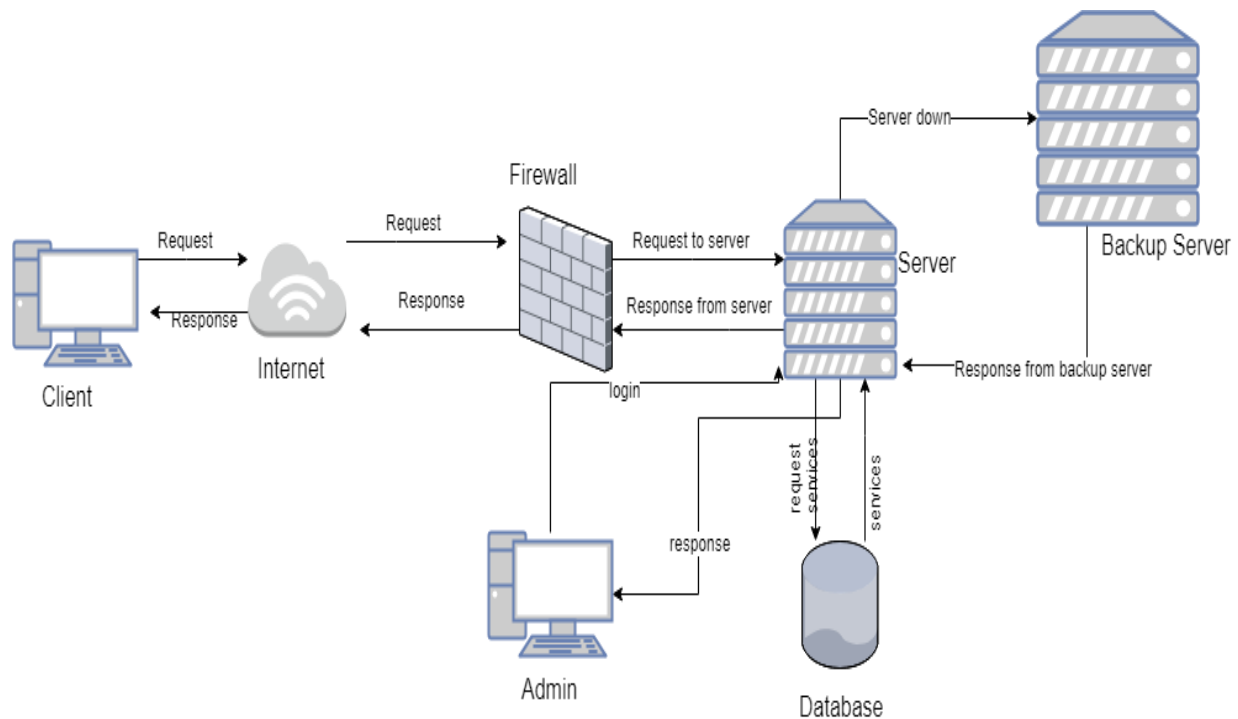 Server down
Backup Server
Firewall
Request
Request
Request to server
Server
Response
Response
Response from server
Internet
Client
login
Response from backup server
request
services
services
response
Admin
Database